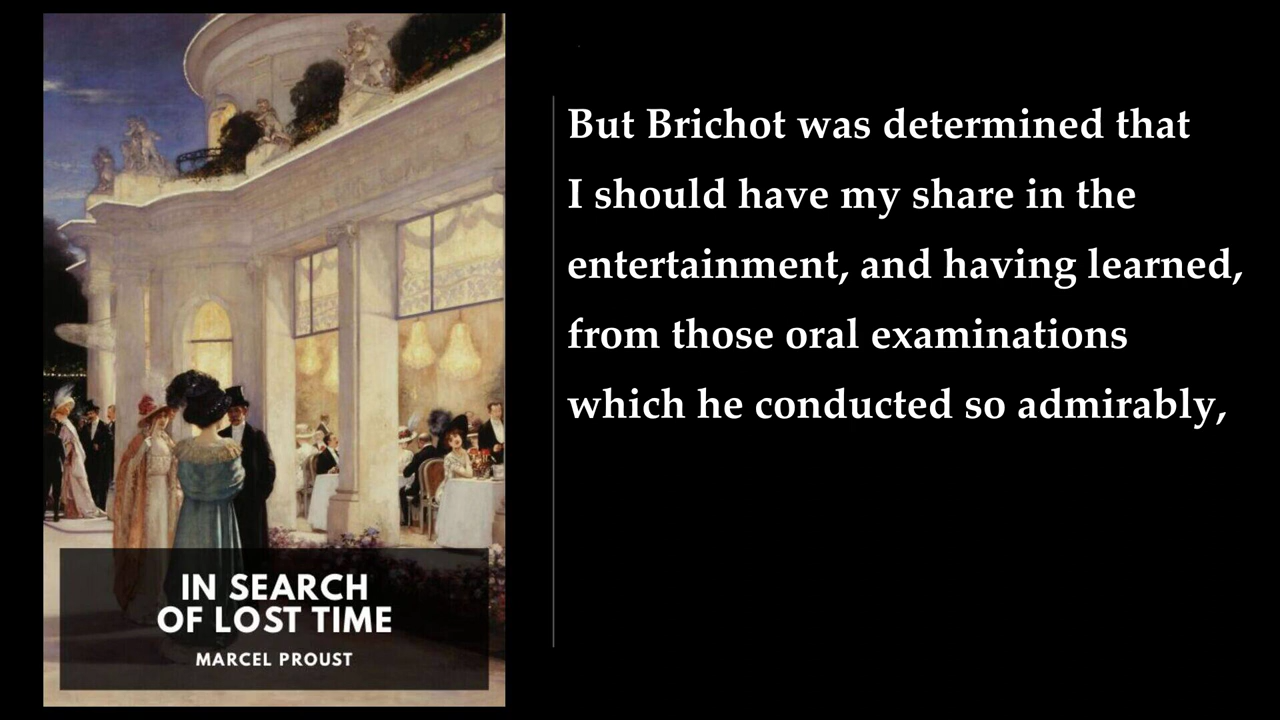 IN SEARCH
OF LOST TIME
MARCEL PROUST
But Brichot was determined that
I should have my share in the
entertainment, and having learned,
from those oral examinations
which he conducted so admirably,